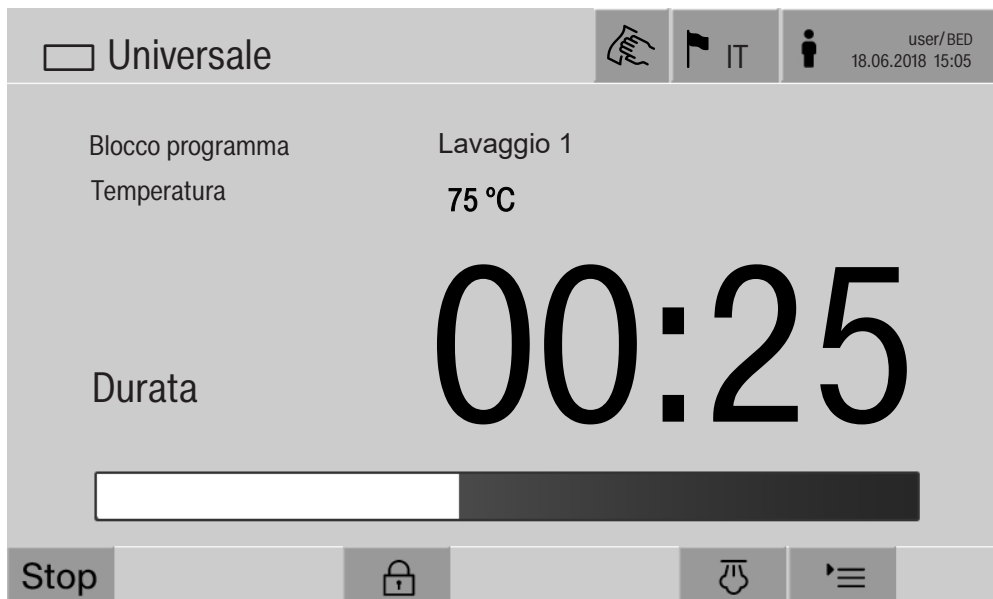 Universale
IT
user/BED
18.06.2018 15:05
Blocco programma
Lavaggio 1
Temperatura
75 °C
Durata
00:25
Stop